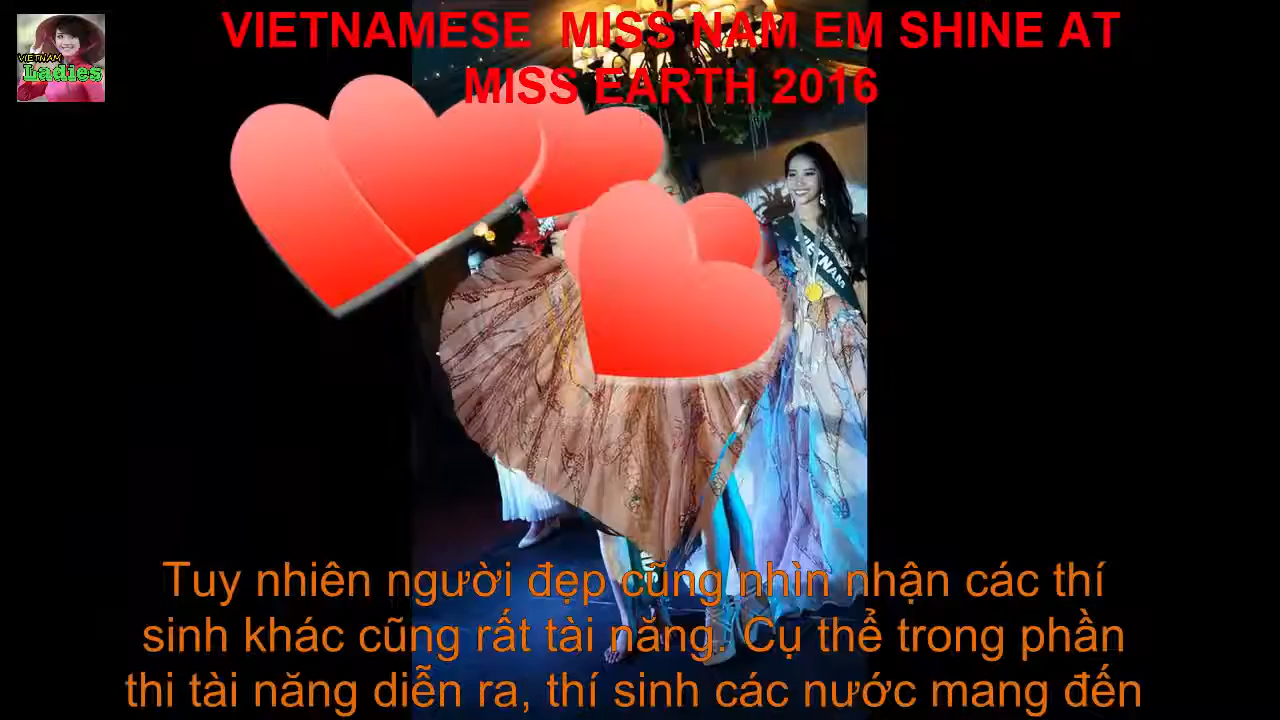 VIETNAMESE MISS NAM EM SHINE AT
MISS EARTH 2016
VIETNAM
Ladies
VIETNAM
Tuy nhiên người đẹp cũng nhìn nhận các thí
sinh khác cũng rất tài năng. Cụ thể trong phần
thi tài năng diễn ra, thí sinh các nước mang đến